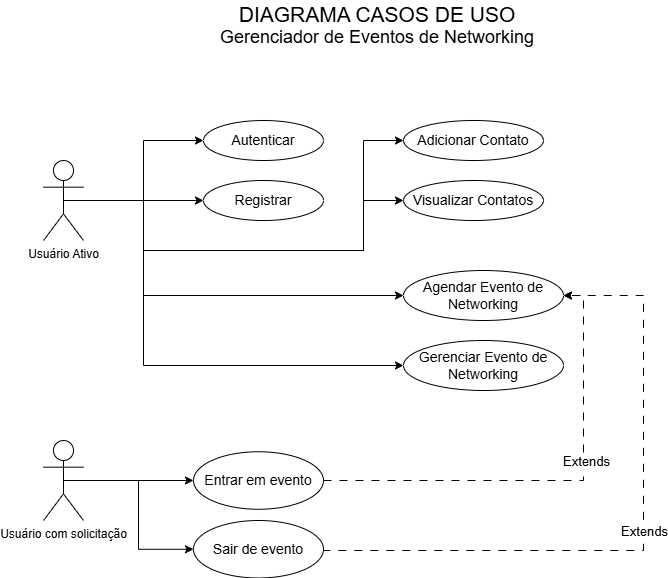 DIAGRAMA CASOS DE USO
Gerenciador de Eventos de Networking
Autenticar
Adicionar Contato
Registrar
Visualizar Contatos
Usuário Ativo
Agendar Evento de
Networking
Gerenciar Evento de
Networking
Extends
Entrar em evento
Usuário com solicitação
Extends
Sair de evento